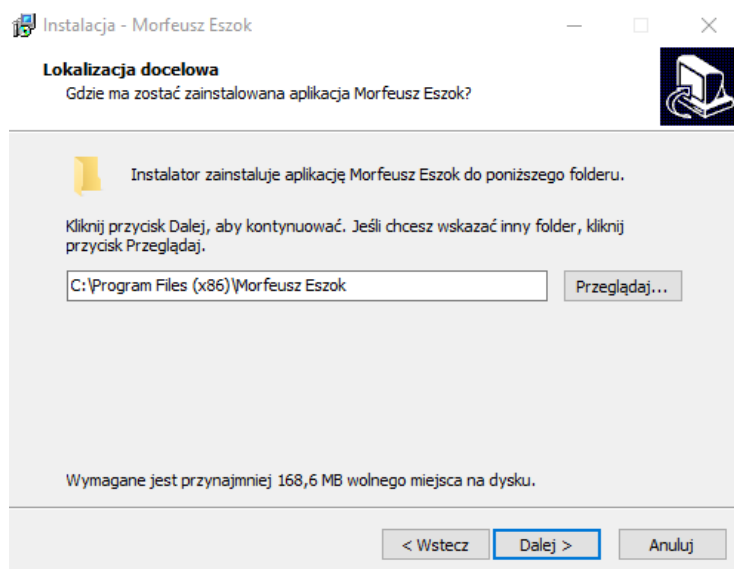 Instalacja - Morfeusz Eszok
Lokalizacja docelowa
Gdzie ma zostać zainstalowana aplikacja Morfeusz Eszok?
Instalator zainstaluje aplikację Morfeusz Eszok do poniższego folderu.
Kliknij przycisk Dalej, aby kontynuować. Jeśli chcesz wskazać inny folder, kliknij
przycisk Przeglądaj.
C:\Program Files (x86)\Morfeusz Eszok
Przeglądaj...
Wymagane jest przynajmniej 168,6 MB wolnego miejsca na dysku.
< Wstecz
Dalej >
Anuluj